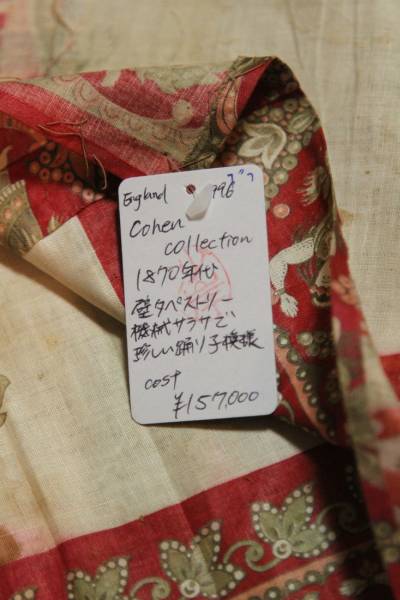 England 796
Cohen
collection
1870年代
壁タペストリー
機械サラサで
珍しい踊り子模様
cost
¥157,000